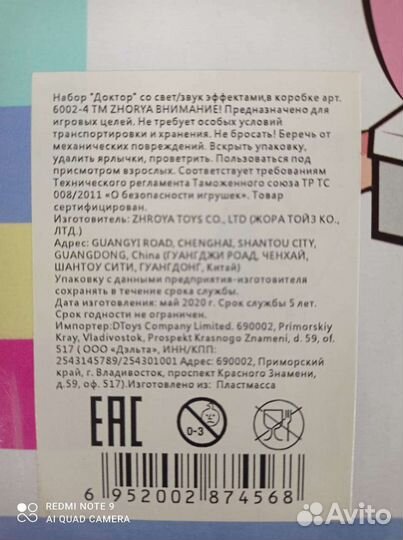 Набор "Доктор" со свет/звук эффектами,в коробке арт.
6002-4 ТМ ZHORYA ВНИМАНИЕ! Предназначено для
игровых целей. Не требует особых условий
транспортировки и хранения. Не бросать! Беречь от
механических повреждений. Вскрыть упаковку,
удалить ярлычки, проветрить. Пользоваться под
присмотром взрослых. Соответствует требованиям
Технического регламента Таможенного союза ТР ТС
008/2011 «О безопасности игрушек». Товар
сертифицирован.
Изготовитель: ZHROYA TOYS CO., LTD (ЖОРА ТОЙЗ КО.,
ЛТД.)
Адрес: GUANGYI ROAD, CHENGHAI, SHANTOU CITY,
GUANGDONG, China (ГУАНГДЖИ РОАД, ЧЕНХАЙ,
ШАНТОУ СИТИ, ГУАНГДОНГ, Китай)
Упаковку с данными предприятия-изготовителя
сохранять в течение срока службы.
Дата изготовления: май 2020 г. Срок службы 5 лет.
Срок годности не ограничен.
Импортер:DToys Company Limited. 690002, Primorskiy
Kray, Vladivostok, Prospekt Krasnogo Znameni, d. 59, of.
517 ( ООО «Дэльта», ИНН/КПП:
2543145789/254301001 Адрес: 690002, Приморский
край, г. Владивосток, проспект Красного Знамени,
д.59, оф. 517).Изготовлено из: Пластмасса
EAC
0-3
6 952002 874568
REDMI NOTE 9
AI QUAD CAMERA
Avito